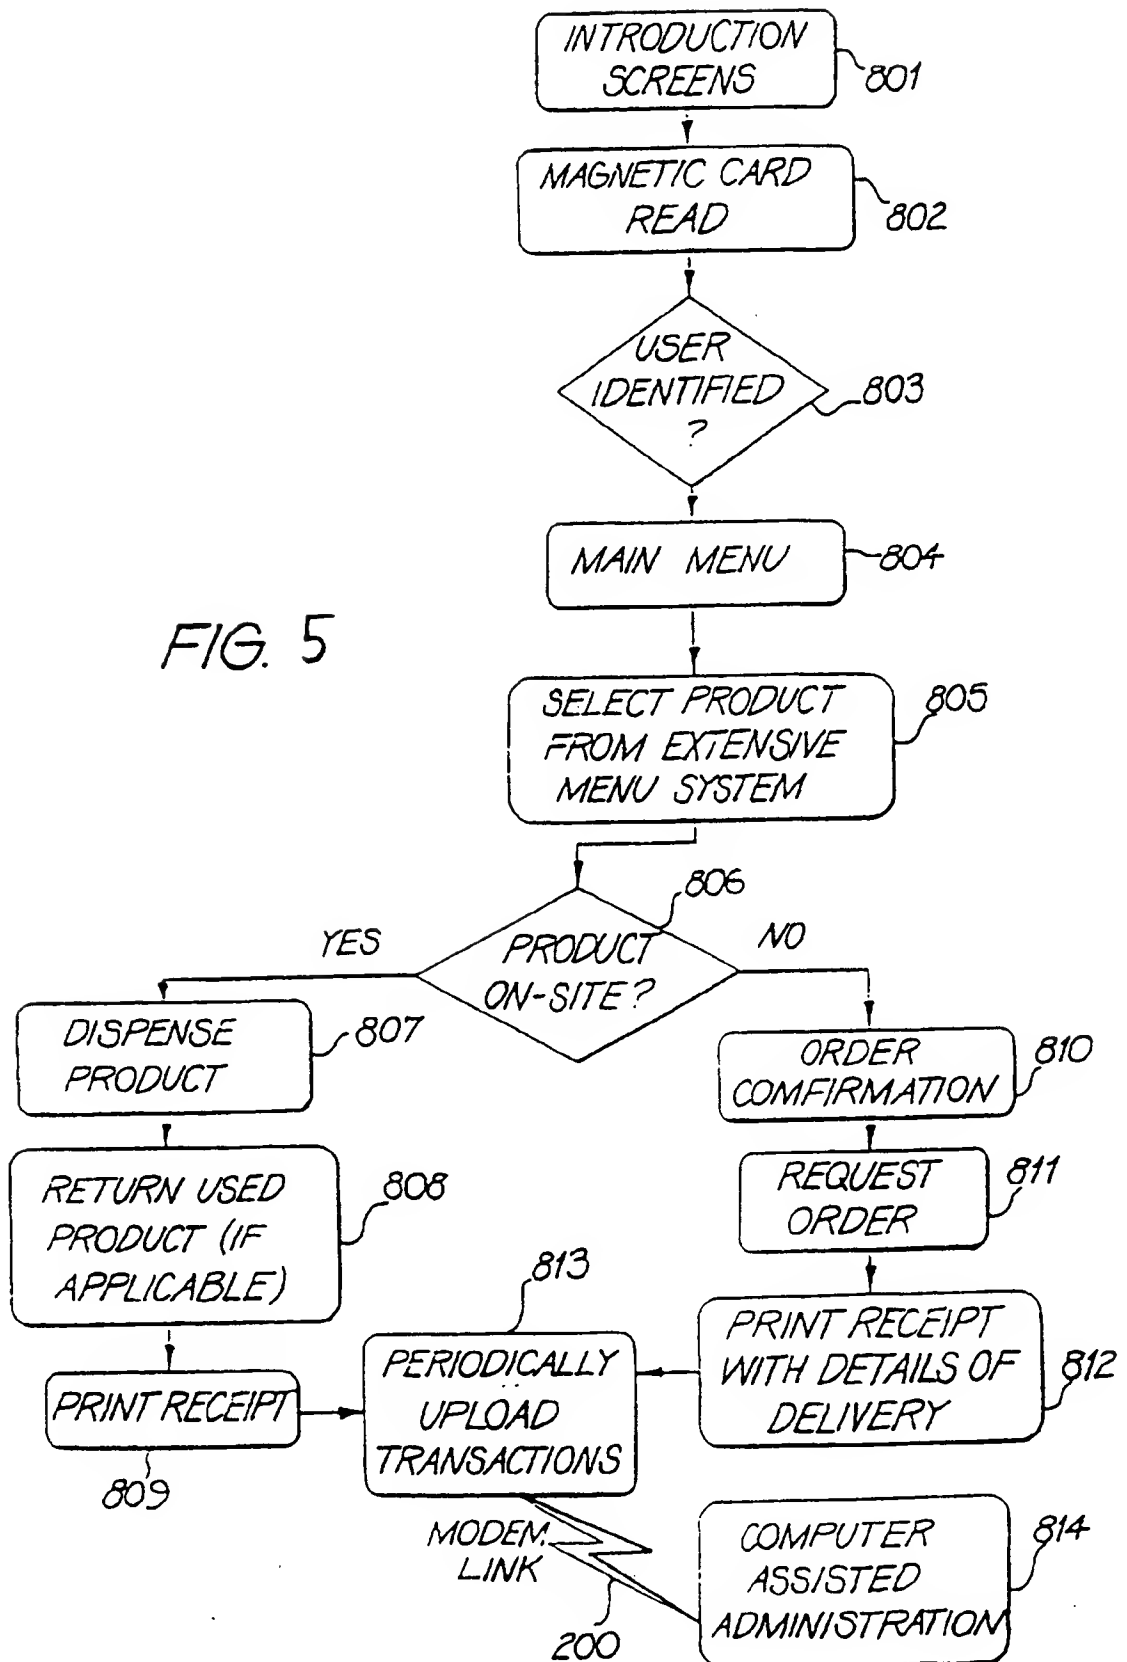 INTRODUCTION
SCREENS
801
MAGNETIC CARD
READ
802
USER
IDENTIFIED
?
803
MAIN MENU
804
FIG. 5
SELECT PRODUCT
FROM EXTENSIVE
MENU SYSTEM
805
806
YES
PRODUCT
ON-SITE?
NO
DISPENSE
PRODUCT
807
ORDER
COMFIRMATION
810
RETURN USED
PRODUCT (IF
APPLICABLE)
808
REQUEST
ORDER
811
813
PERIODICALLY
UPLOAD
TRANSACTIONS
PRINT RECEIPT
WITH DETAILS OF
DELIVERY
812
PRINT RECEIPT
809
MODEM
LINK
200
COMPUTER
ASSISTED
ADMINISTRATION
814